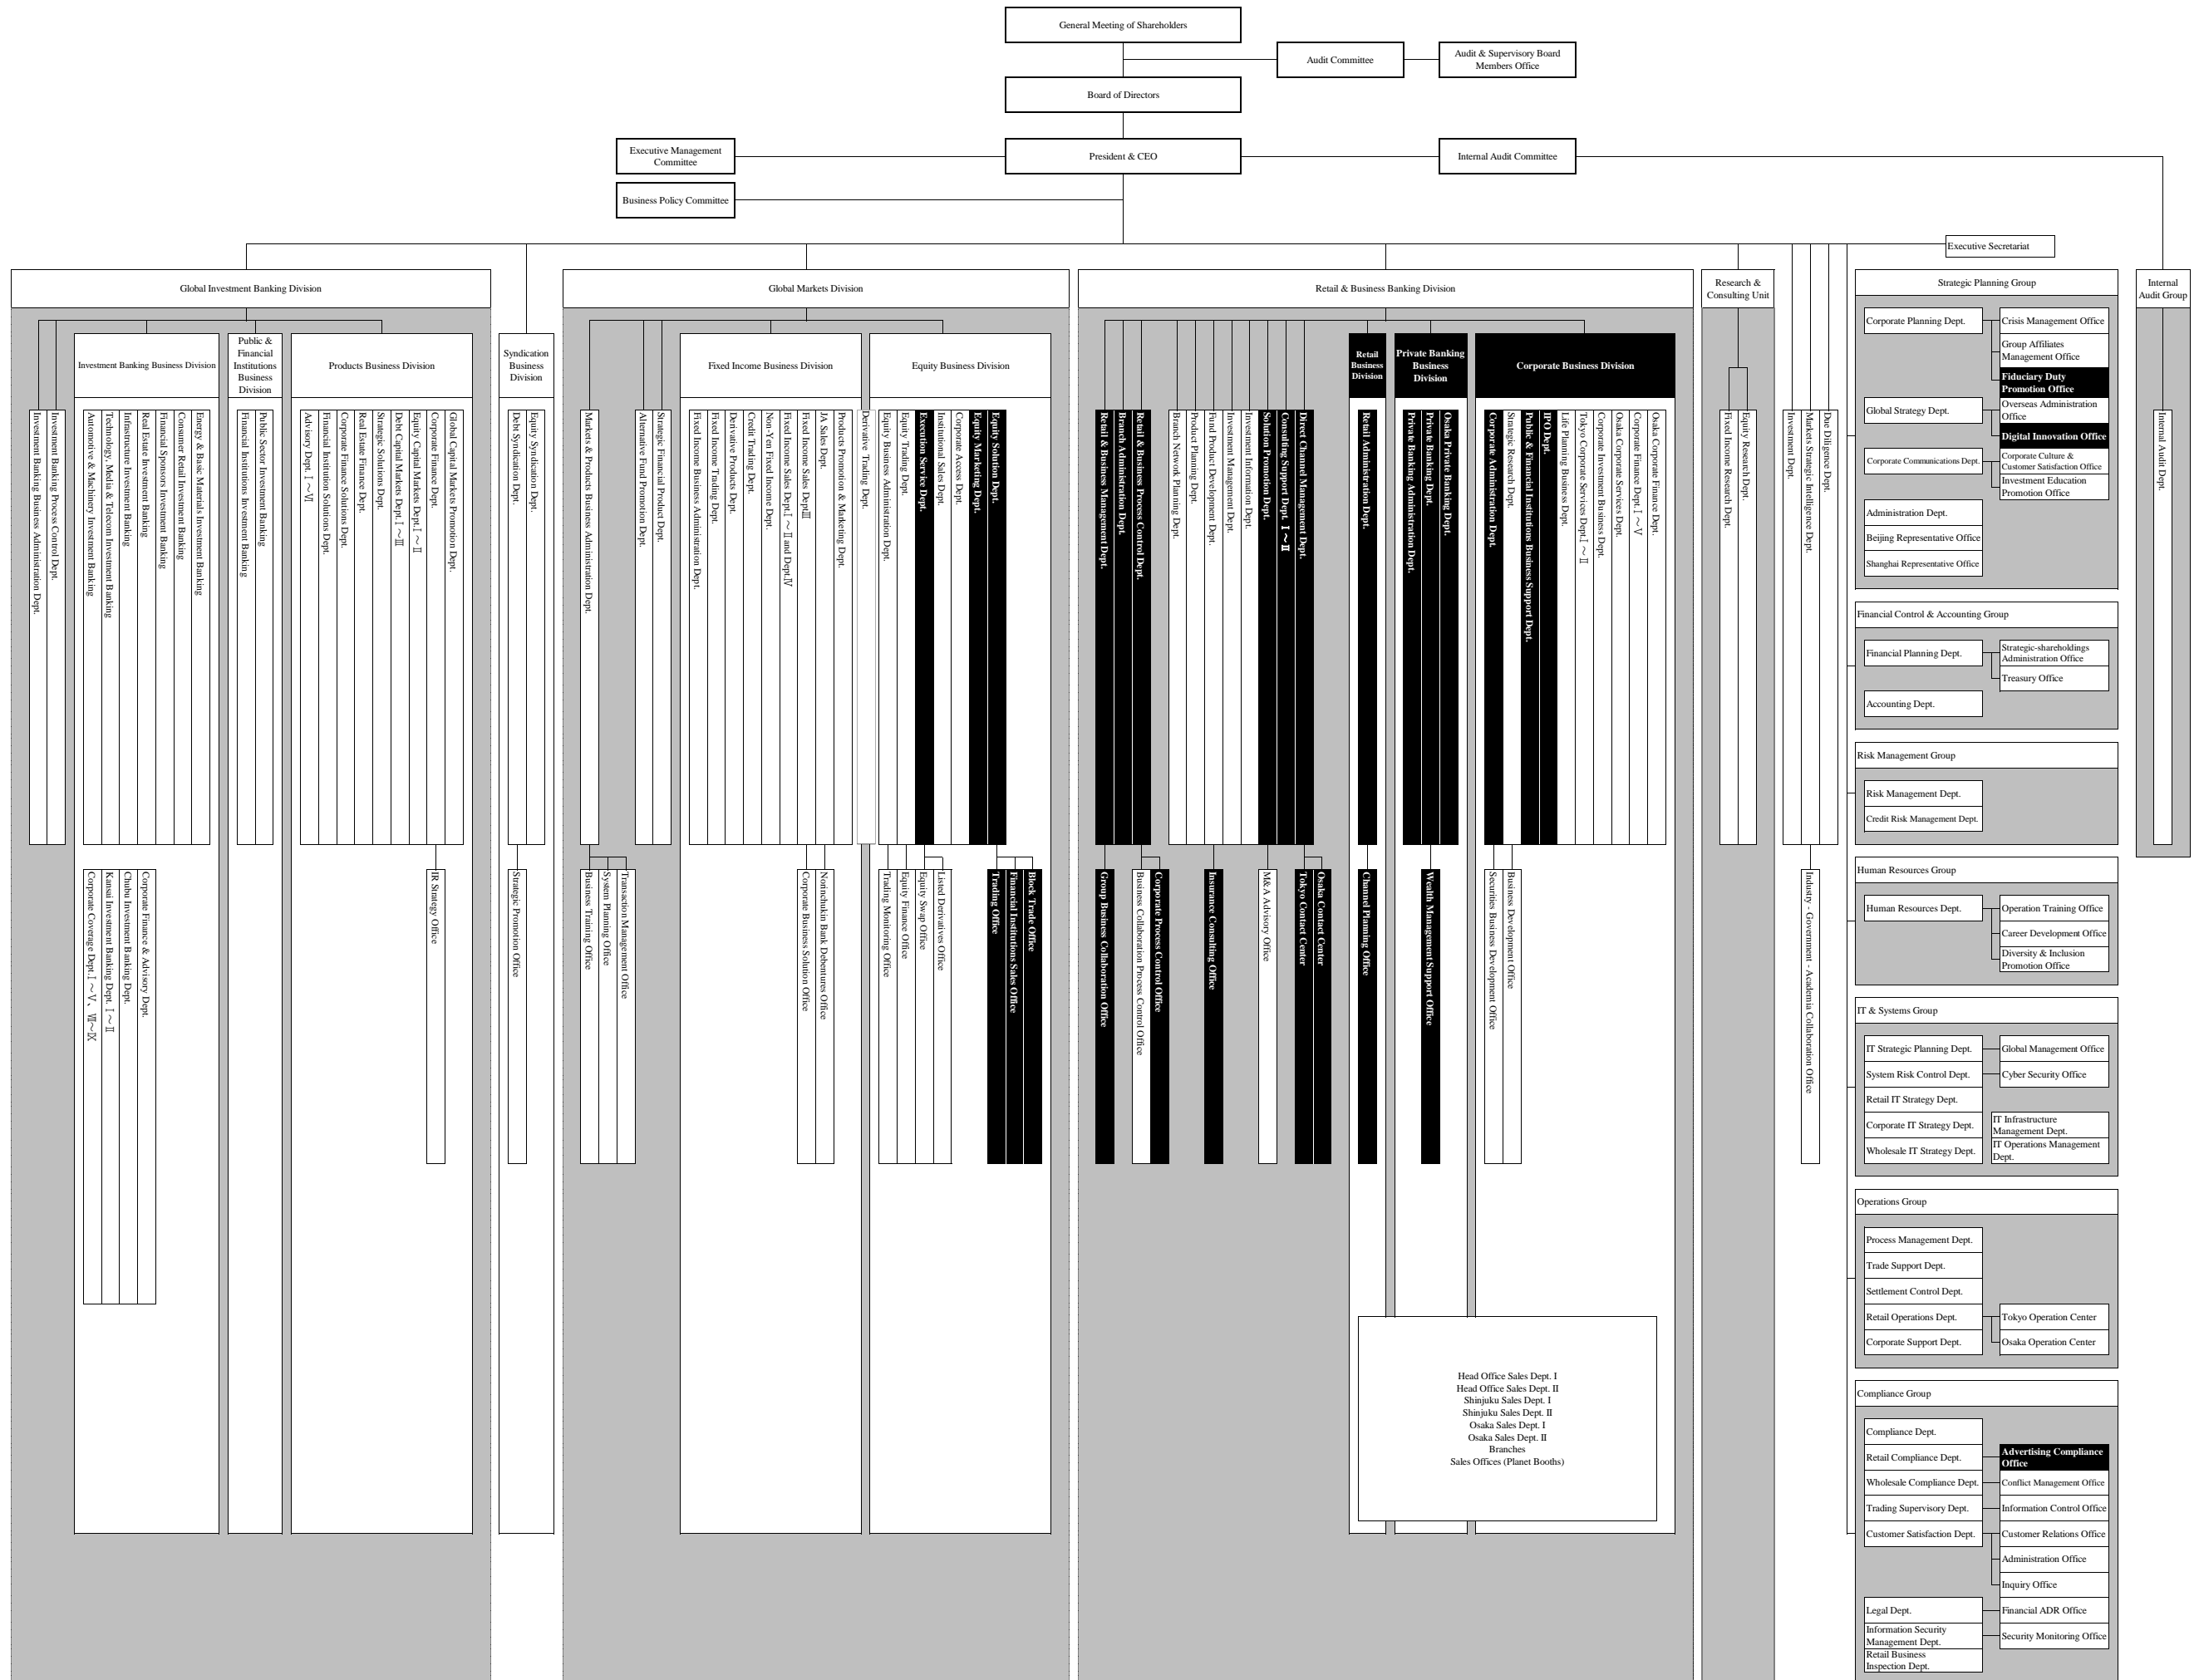 General Meeting of Shareholders
Audit Committee
Audit & Supervisory Board
Members Office
Board of Directors
Executive Management
Committee
President & CEO
Internal Audit Committee
Business Policy Committee
Executive Secretariat
Global Investment Banking Division
Investment Banking Business Administration Dept.
Investment Banking Process Control Dept.
Investment Banking Business Division
Automotive & Machinery Investment Banking
Technology, Media & Telecom Investment Banking
Infrastructure Investment Banking
Real Estate Investment Banking
Financial Sponsors Investment Banking
Consumer Retail Investment Banking
Energy & Basic Materials Investment Banking
Corporate Coverage Dept.Ⅰ～Ⅴ、Ⅶ～Ⅸ
Kansai Investment Banking Dept. Ⅰ～Ⅱ
Chubu Investment Banking Dept.
Corporate Finance & Advisory Dept.
Public &
Financial
Institutions
Business
Division
Financial Institutions Investment Banking
Public Sector Investment Banking
Products Business Division
Advisory Dept. Ⅰ～Ⅵ
Financial Institution Solutions Dept.
Corporate Finance Solutions Dept.
Real Estate Finance Dept.
Strategic Solutions Dept.
Debt Capital Markets Dept.Ⅰ～Ⅲ
Equity Capital Markets Dept.Ⅰ～Ⅱ
Corporate Finance Dept.
Global Capital Markets Promotion Dept.
IR Strategy Office
Syndication
Business
Division
Debt Syndication Dept.
Equity Syndication Dept.
Strategic Promotion Office
Global Markets Division
Markets & Products Business Administration Dept.
Alternative Fund Promotion Dept.
Strategic Financial Product Dept.
Business Training Office
System Planning Office
Transaction Management Office
Fixed Income Business Division
Fixed Income Business Administration Dept.
Fixed Income Trading Dept.
Derivative Products Dept.
Credit Trading Dept.
Non-Yen Fixed Income Dept.
Fixed Income Sales Dept.Ⅰ～Ⅱ and Dept.Ⅳ
Fixed Income Sales Dept.Ⅲ
JA Sales Dept.
Products Promotion & Marketing Dept.
Derivative Trading Dept.
Corporate Business Solution Office
Norinchukin Bank Debentures Office
Equity Business Division
Equity Business Administration Dept.
Equity Trading Dept.
Execution Service Dept.
Institutional Sales Dept.
Corporate Access Dept.
Equity Marketing Dept.
Equity Solution Dept.
Trading Monitoring Office
Equity Finance Office
Equity Swap Office
Listed Derivatives Office
Trading Office
Financial Institutions Sales Office
Block Trade Office
Retail & Business Banking Division
Retail & Business Management Dept.
Branch Administration Dept.
Retail & Business Process Control Dept.
Branch Network Planning Dept.
Product Planning Dept.
Fund Product Development Dept.
Investment Management Dept.
Investment Information Dept.
Solution Promotion Dept.
Consulting Support Dept. Ⅰ～Ⅱ
Direct Channel Management Dept.
Group Business Collaboration Office
Business Collaboration Process Control Office
Corporate Process Control Office
Insurance Consulting Office
M&A Advisory Office
Tokyo Contact Center
Osaka Contact Center
Retail
Business
Division
Retail Administration Dept.
Channel Planning Office
Private Banking
Business
Division
Private Banking Administration Dept.
Private Banking Dept.
Osaka Private Banking Dept.
Wealth Management Support Office
Corporate Business Division
Corporate Administration Dept.
Strategic Research Dept.
Public & Financial Institutions Business Support Dept.
IPO Dept.
Life Planning Business Dept.
Tokyo Corporate Services Dept.Ⅰ～Ⅱ
Corporate Investment Business Dept.
Osaka Corporate Services Dept.
Corporate Finance Dept.Ⅰ～Ⅴ
Osaka Corporate Finance Dept.
Securities Business Development Office
Business Development Office
Head Office Sales Dept. I
Head Office Sales Dept. II
Shinjuku Sales Dept. I
Shinjuku Sales Dept. II
Osaka Sales Dept. I
Osaka Sales Dept. II
Branches
Sales Offices (Planet Booths)
Research &
Consulting Unit
Fixed Income Research Dept.
Equity Research Dept.
Investment Dept.
Markets Strategic Intelligence Dept.
Due Diligence Dept.
Industry - Government - Academia Collaboration Office
Strategic Planning Group
Corporate Planning Dept.
Crisis Management Office
Group Affiliates
Management Office
Fiduciary Duty
Promotion Office
Global Strategy Dept.
Overseas Administration
Office
Digital Innovation Office
Corporate Communications Dept.
Corporate Culture &
Customer Satisfaction Office
Investment Education
Promotion Office
Administration Dept.
Beijing Representative Office
Shanghai Representative Office
Financial Control & Accounting Group
Financial Planning Dept.
Strategic-shareholdings
Administration Office
Treasury Office
Accounting Dept.
Risk Management Group
Risk Management Dept.
Credit Risk Management Dept.
Human Resources Group
Human Resources Dept.
Operation Training Office
Career Development Office
Diversity & Inclusion
Promotion Office
IT & Systems Group
IT Strategic Planning Dept.
Global Management Office
System Risk Control Dept.
Cyber Security Office
Retail IT Strategy Dept.
Corporate IT Strategy Dept.
IT Infrastructure
Management Dept.
Wholesale IT Strategy Dept.
IT Operations Management
Dept.
Operations Group
Process Management Dept.
Trade Support Dept.
Settlement Control Dept.
Retail Operations Dept.
Tokyo Operation Center
Corporate Support Dept.
Osaka Operation Center
Compliance Group
Compliance Dept.
Retail Compliance Dept.
Advertising Compliance
Office
Wholesale Compliance Dept.
Conflict Management Office
Trading Supervisory Dept.
Information Control Office
Customer Satisfaction Dept.
Customer Relations Office
Administration Office
Inquiry Office
Legal Dept.
Financial ADR Office
Information Security
Management Dept.
Security Monitoring Office
Retail Business
Inspection Dept.
Internal
Audit Group
Internal Audit Dept.